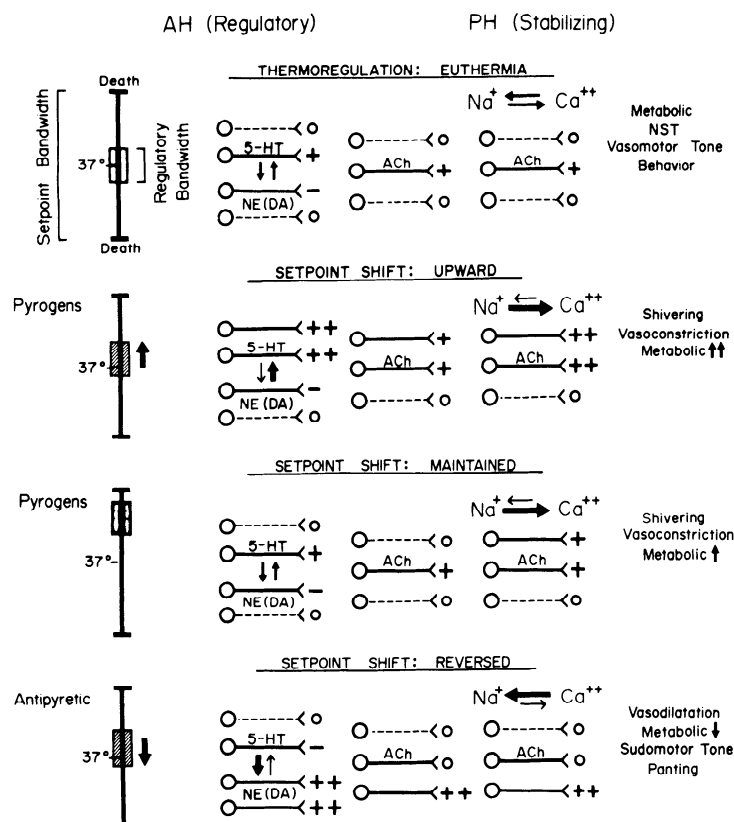 AH (Regulatory) PH (Stabilizing)
THERMOREGULATION: EUTHERMIA
Death
Setpoint Bandwidth
37°
Regulatory Bandwidth
Death
5-HT
+
NE(DA)
-
ACh
+
Na+ Ca++
ACh
+
Metabolic
NST
Vasomotor Tone
Behavior
SETPOINT SHIFT: UPWARD
Pyrogens
37°
++
5-HT
++
-
NE(DA)
+
ACh
+
Na+ Ca++
++
ACh
++
Shivering
Vasoconstriction
Metabolic ⬆⬆
SETPOINT SHIFT: MAINTAINED
Pyrogens
37°
5-HT
+
-
NE(DA)
ACh
+
Na+ Ca++
+
ACh
+
Shivering
Vasoconstriction
Metabolic ⬆
SETPOINT SHIFT: REVERSED
Antipyretic
37°
5-HT
-
++
NE(DA)
++
ACh
++
Na+ Ca++
ACh
++
Vasodilatation
Metabolic ⬇
Sudomotor Tone
Panting